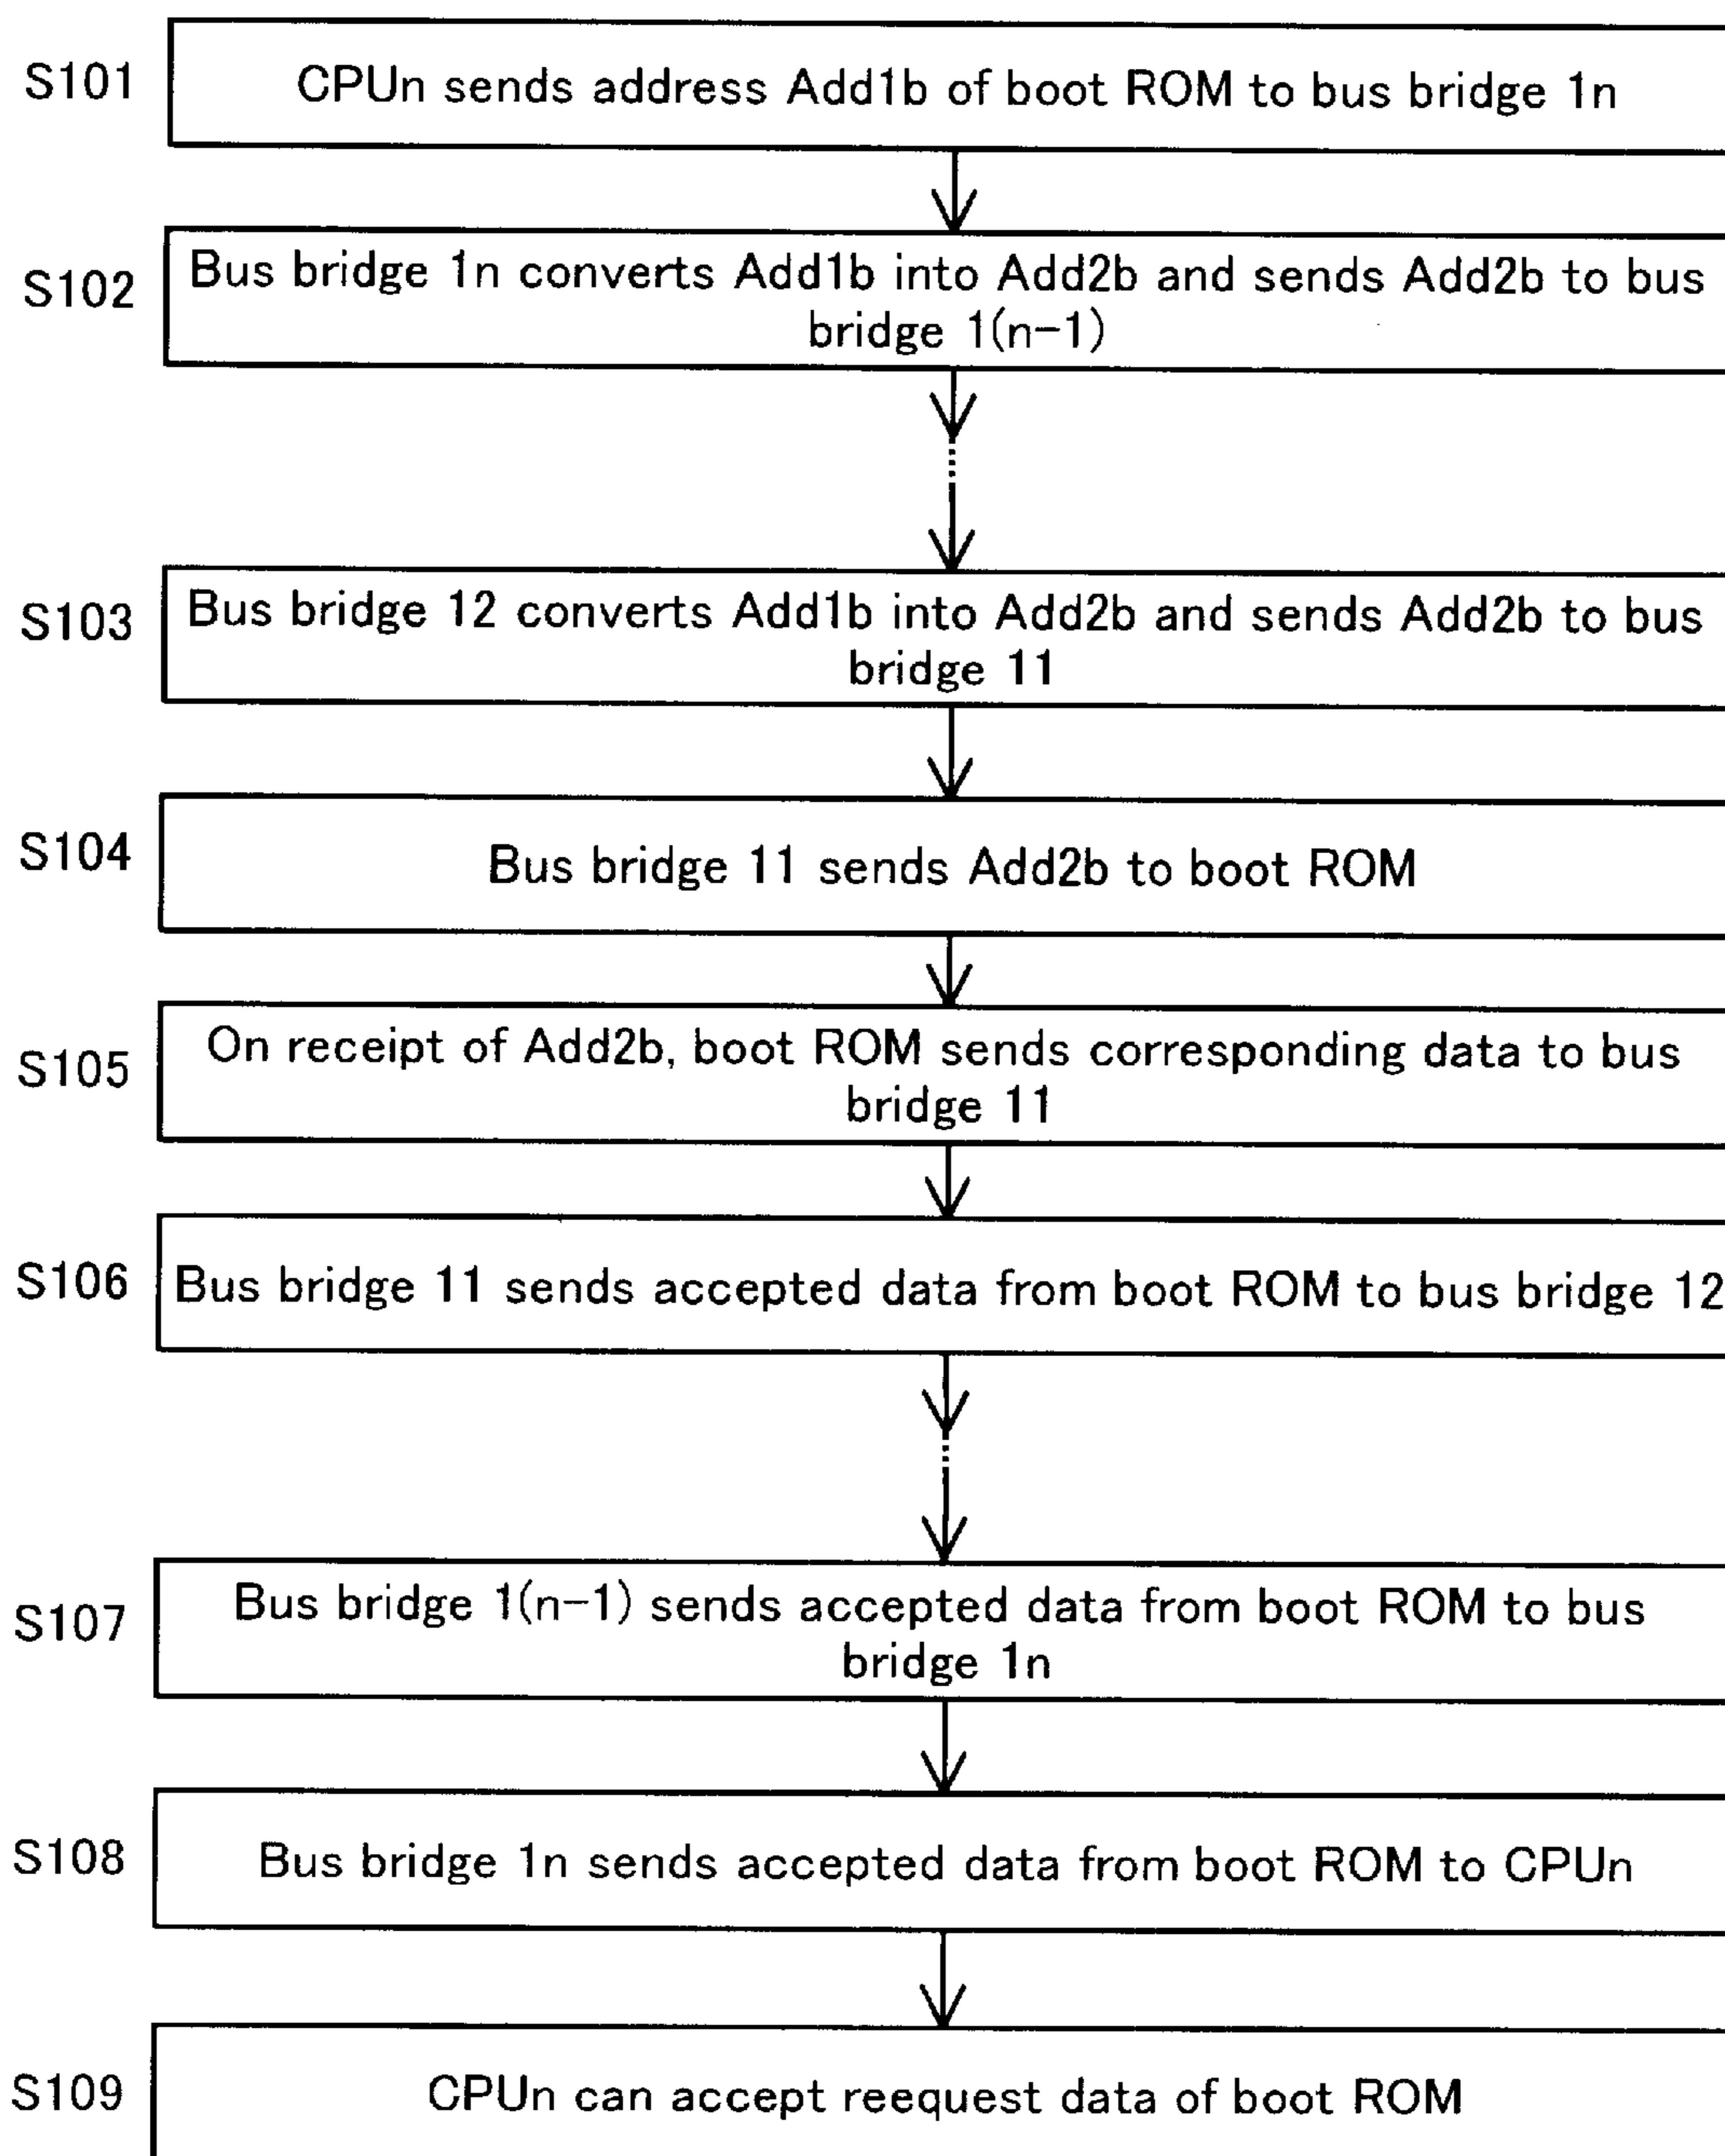 S101
CPUn sends address Add1b of boot ROM to bus bridge 1n
S102
Bus bridge 1n converts Add1b into Add2b and sends Add2b to bus
bridge 1(n-1)
S103
Bus bridge 12 converts Add1b into Add2b and sends Add2b to bus
bridge 11
S104
Bus bridge 11 sends Add2b to boot ROM
S105
On receipt of Add2b, boot ROM sends corresponding data to bus
bridge 11
S106
Bus bridge 11 sends accepted data from boot ROM to bus bridge 12
S107
Bus bridge 1(n-1) sends accepted data from boot ROM to bus
bridge 1n
S108
Bus bridge 1n sends accepted data from boot ROM to CPUn
S109
CPUn can accept reequest data of boot ROM